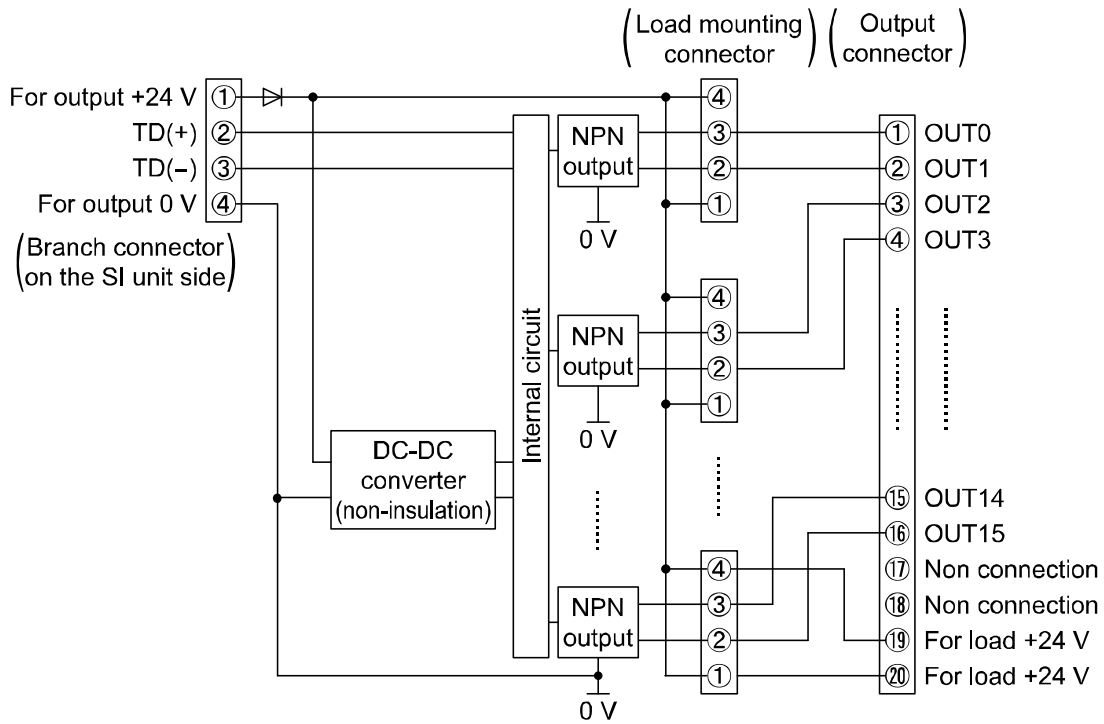 (Load mounting connector)
(Output connector)
For output +24 V ①
TD(+) ②
TD(−) ③
For output 0 V ④
(Branch connector
on the SI unit side)
DC-DC
converter
(non-insulation)
Internal circuit
NPN
output
0 V
NPN
output
0 V
NPN
output
0 V
④
③
②
①
④
③
②
①
④
③
②
①
① OUT0
② OUT1
③ OUT2
④ OUT3
⑮ OUT14
⑯ OUT15
⑰ Non connection
⑱ Non connection
⑲ For load +24 V
⑳ For load +24 V